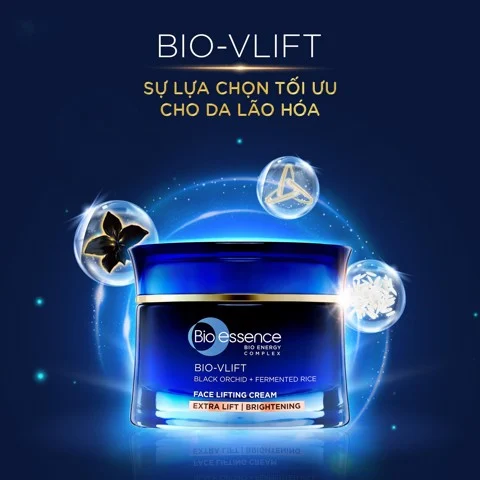 BIO-VLIFT
SỰ LỰA CHỌN TỐI ƯU
CHO DA LÃO HÓA
Bio essence
BIO ENERGY
COMPLEX
BIO-VLIFT
BLACK ORCHID + FERMENTED RICE
FACE LIFTING CREAM
EXTRA LIFT | BRIGHTENING